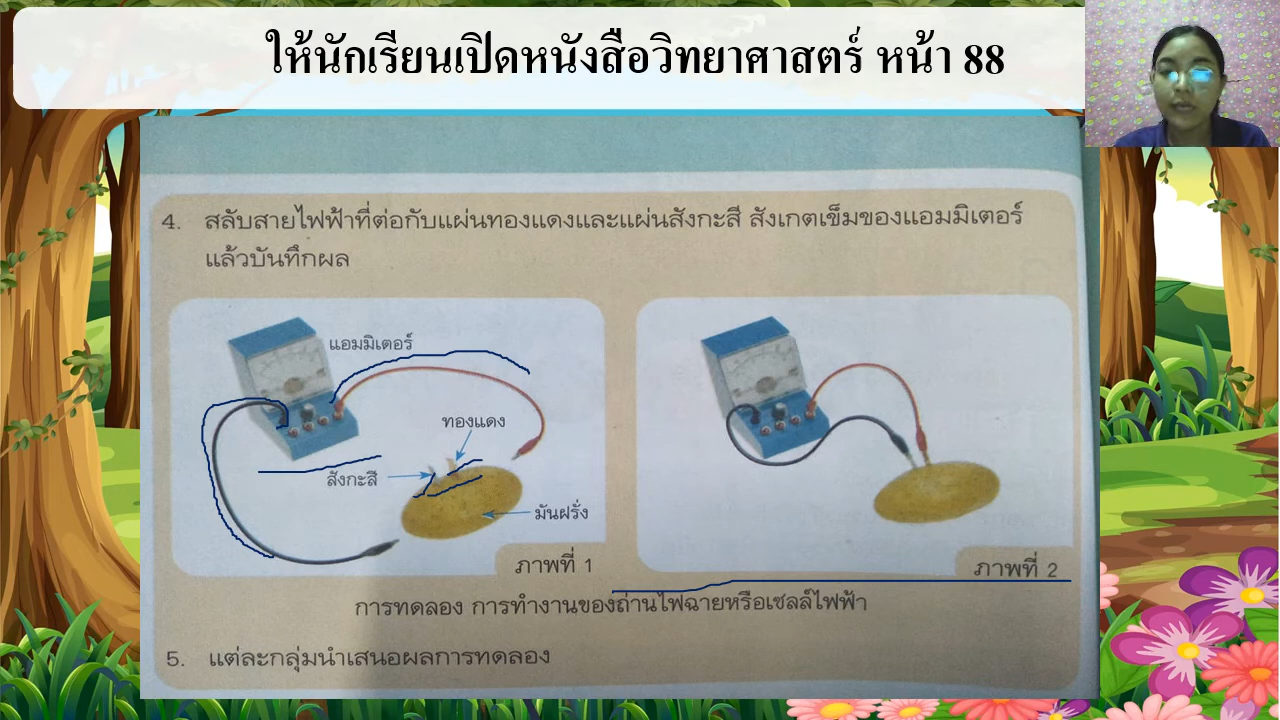 ให้นักเรียนเปิดหนังสือวิทยาศาสตร์ หน้า 88
4. สลับสายไฟฟ้าที่ต่อกับแผ่นทองแดงและแผ่นสังกะสี สังเกตเข็มของแอมมิเตอร์
แล้วบันทึกผล
แอมมิเตอร์
ทองแดง
สังกะสี
มันฝรั่ง
ภาพที่ 1
ภาพที่ 2
การทดลอง การทำงานของถ่านไฟฉายหรือเซลล์ไฟฟ้า
5. แต่ละกลุ่มนำเสนอผลการทดลอง